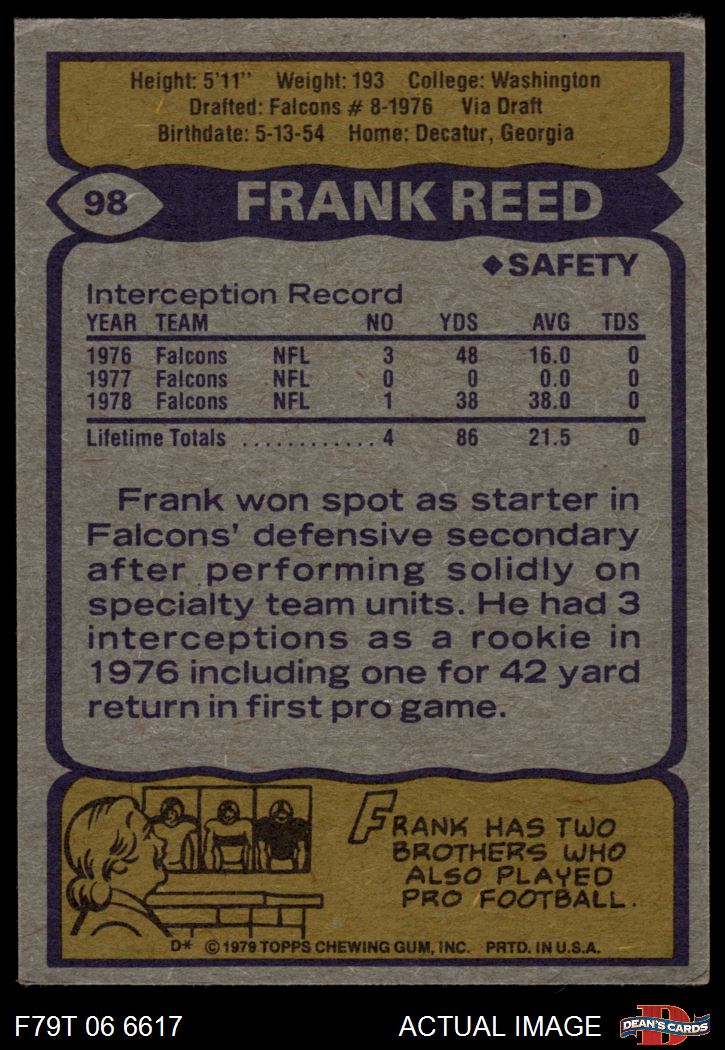 Height: 5'11" Weight: 193 College: Washington
Drafted: Falcons # 8-1976 Via Draft
Birthdate: 5-13-54 Home: Decatur, Georgia
98 FRANK REED
◆SAFETY
Interception Record
YEAR TEAM NO YDS AVG TDS
1976 Falcons NFL 3 48 16.0 0
1977 Falcons NFL 0 0 0.0 0
1978 Falcons NFL 1 38 38.0 0
Lifetime Totals ............ 4 86 21.5 0
Frank won spot as starter in
Falcons' defensive secondary
after performing solidly on
specialty team units. He had 3
interceptions as a rookie in
1976 including one for 42 yard
return in first pro game.
FRANK HAS TWO
BROTHERS WHO
ALSO PLAYED
PRO FOOTBALL.
D* © 1979 TOPPS CHEWING GUM, INC. PRTD. IN U.S.A.
F79T 06 6617 ACTUAL IMAGE D DEAN'S CARDS